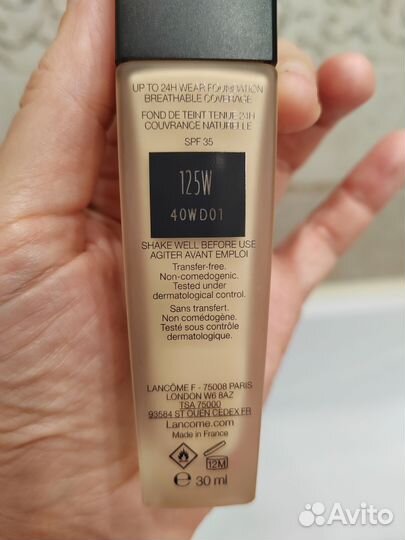 UP TO 24H WEAR FOUNDATION
BREATHABLE COVERAGE
FOND DE TEINT TENUE 24H
COUVRANCE NATURELLE
SPF 35
125W
40WD01
SHAKE WELL BEFORE USE
AGITER AVANT EMPLOI
Transfer-free.
Non-comedogenic.
Tested under
dermatological control.
Sans transfert.
Non comédogène.
Testé sous contrôle
dermatologique.
LANCÔME F - 75008 PARIS
LONDON W6 8AZ
TSA 75000
93584 ST OUEN CEDEX FR
Lancome.com
Made in France
12M
e 30 ml
Avito